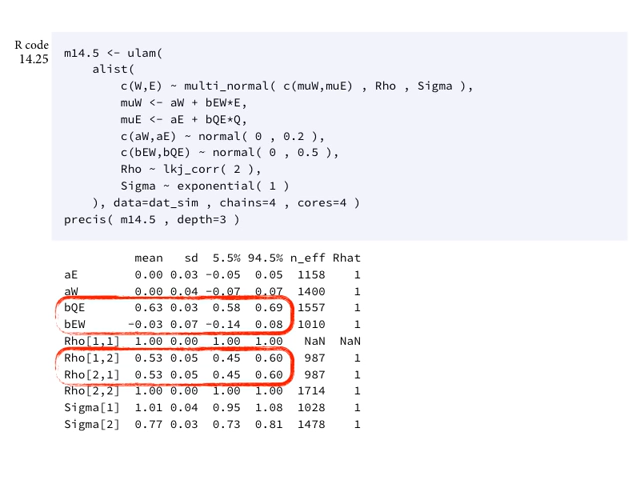 R code
14.25
m14.5 <- ulam(
    alist(
        c(W,E) ~ multi_normal( c(muW,muE) , Rho , Sigma ),
        muW <- aW + bEW*E,
        muE <- aE + bQE*Q,
        c(aW,aE) ~ normal( 0 , 0.2 ),
        c(bEW,bQE) ~ normal( 0 , 0.5 ),
        Rho ~ lkj_corr( 2 ),
        Sigma ~ exponential( 1 )
    ), data=dat_sim , chains=4 , cores=4 )
precis( m14.5 , depth=3 )
mean sd 5.5% 94.5% n_eff Rhat
aE 0.00 0.03 -0.05 0.05 1158 1
aW 0.00 0.04 -0.07 0.07 1400 1
bQE 0.63 0.03 0.58 0.69 1557 1
bEW -0.03 0.07 -0.14 0.08 1010 1
Rho[1,1] 1.00 0.00 1.00 1.00 NaN NaN
Rho[1,2] 0.53 0.05 0.45 0.60 987 1
Rho[2,1] 0.53 0.05 0.45 0.60 987 1
Rho[2,2] 1.00 0.00 1.00 1.00 1714 1
Sigma[1] 1.01 0.04 0.95 1.08 1028 1
Sigma[2] 0.77 0.03 0.73 0.81 1478 1